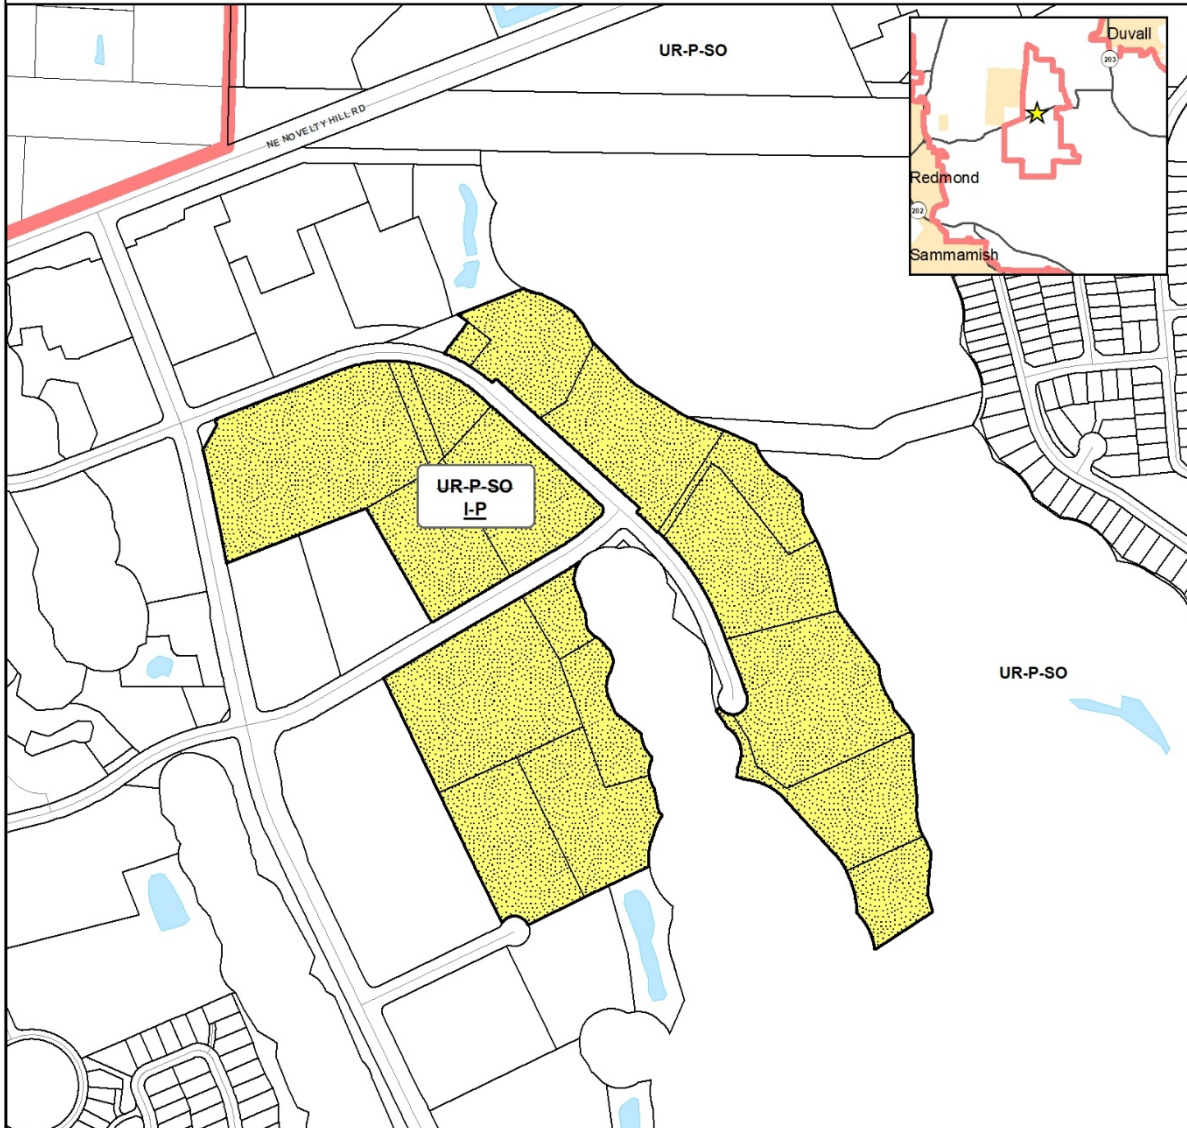 UR-P-SO
Duvall
203
NE NOVELTY HILL RD
Redmond
202
Sammamish
UR-P-SO
I-P
UR-P-SO